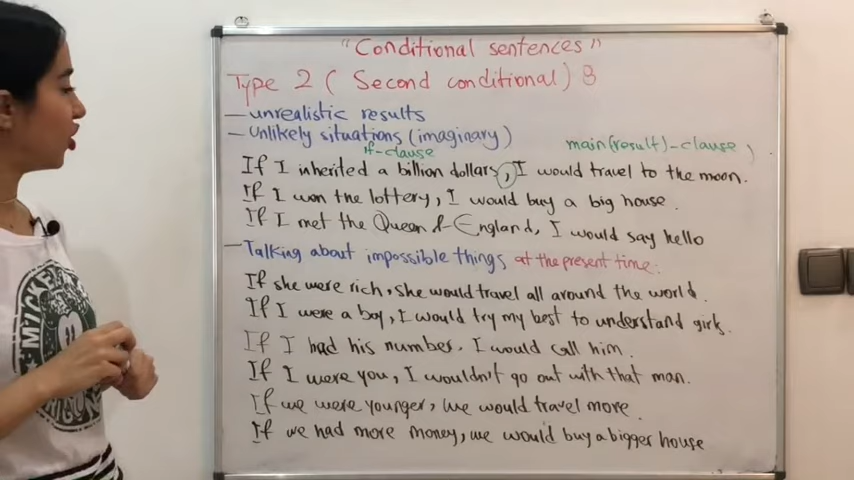 "Conditional sentences"
Type 2 (Second conditional) 8
— unrealistic results
— Unlikely situations (imaginary)
if-clause
main(result)-clause
If I inherited a billion dollars, I would travel to the moon.
If I won the lottery, I would buy a big house.
If I met the Queen of England, I would say hello
— Talking about impossible things at the present time:
If she were rich, she would travel all around the world.
If I were a boy, I would try my best to understand girls.
If I had his number, I would call him.
If I were you, I wouldn't go out with that man.
If we were younger, we would travel more.
If we had more money, we would buy a bigger house
MICKEY